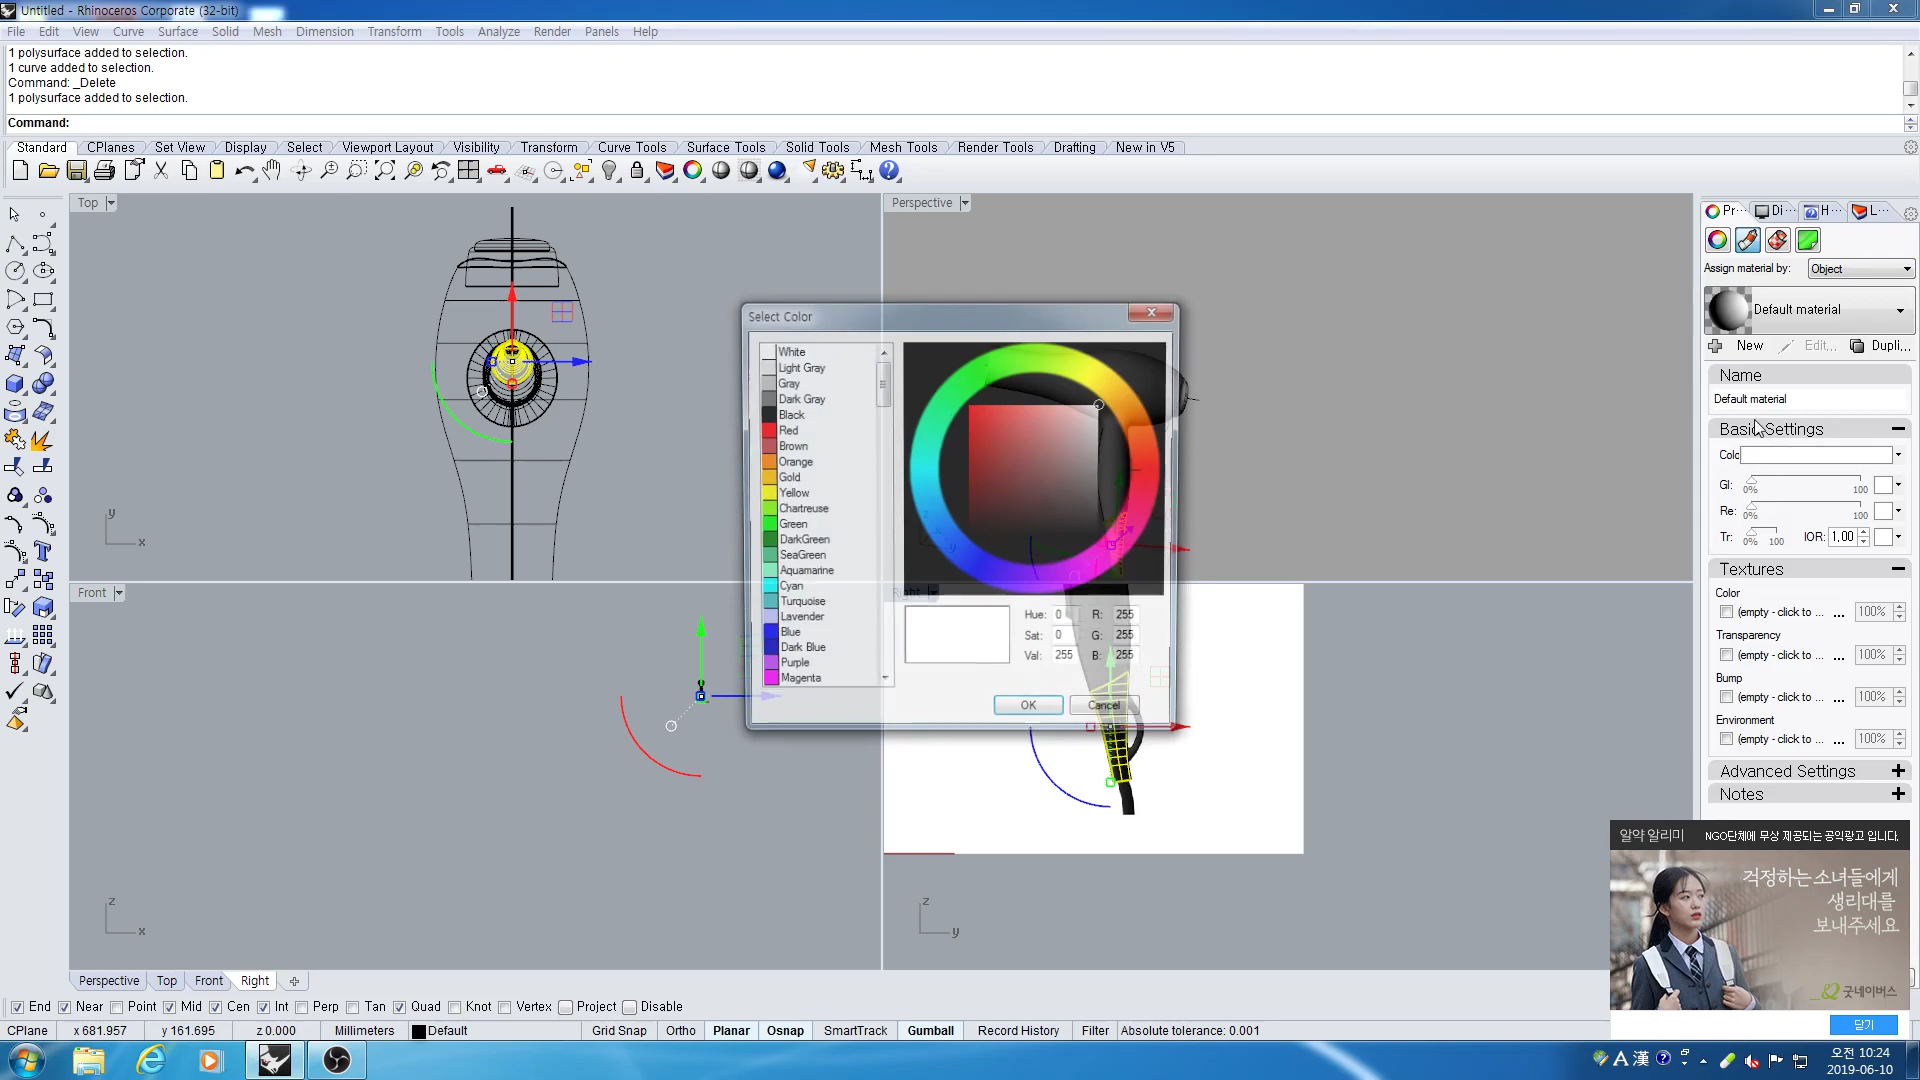 Untitled - Rhinoceros Corporate (32-bit)
File Edit View Curve Surface Solid Mesh Dimension Transform Tools Analyze Render Panels Help
1 polysurface added to selection.
1 curve added to selection.
Command: _Delete
1 polysurface added to selection.
Command:
Standard CPlanes Set View Display Select Viewport Layout Visibility Transform Curve Tools Surface Tools Solid Tools Mesh Tools Render Tools Drafting New in V5
Top
Perspective
Pr··· Di··· H··· L···
Assign material by: Object
Default material
New Edit... Dupli...
Name
Default material
Basic Settings
Colo
Gl: 0% 100
Re: 0% 100
Tr: 0% 100 IOR: 1,00
Textures
Color
(empty - click to ... ... 100%
Transparency
(empty - click to ... ... 100%
Bump
(empty - click to ... ... 100%
Environment
(empty - click to ... ... 100%
Advanced Settings
Notes
Select Color
White
Light Gray
Gray
Dark Gray
Black
Red
Brown
Orange
Gold
Yellow
Chartreuse
Green
DarkGreen
SeaGreen
Aquamarine
Cyan
Turquoise
Lavender
Blue
Dark Blue
Purple
Magenta
Hue: 0 R: 255
Sat: 0 G: 255
Val: 255 B: 255
OK Cancel
y
x
Front
Right
z
x
z
y
알약 알리미 NGO단체에 무상 제공되는 공익광고 입니다.
걱정하는 소녀들에게
생리대를
보내주세요
굿네이버스
닫기
Perspective Top Front Right
End Near Point Mid Cen Int Perp Tan Quad Knot Vertex Project Disable
CPlane x 681.957 y 161.695 z 0.000 Millimeters Default Grid Snap Ortho Planar Osnap SmartTrack Gumball Record History Filter Absolute tolerance: 0.001
A 漢
오전 10:24
2019-06-10